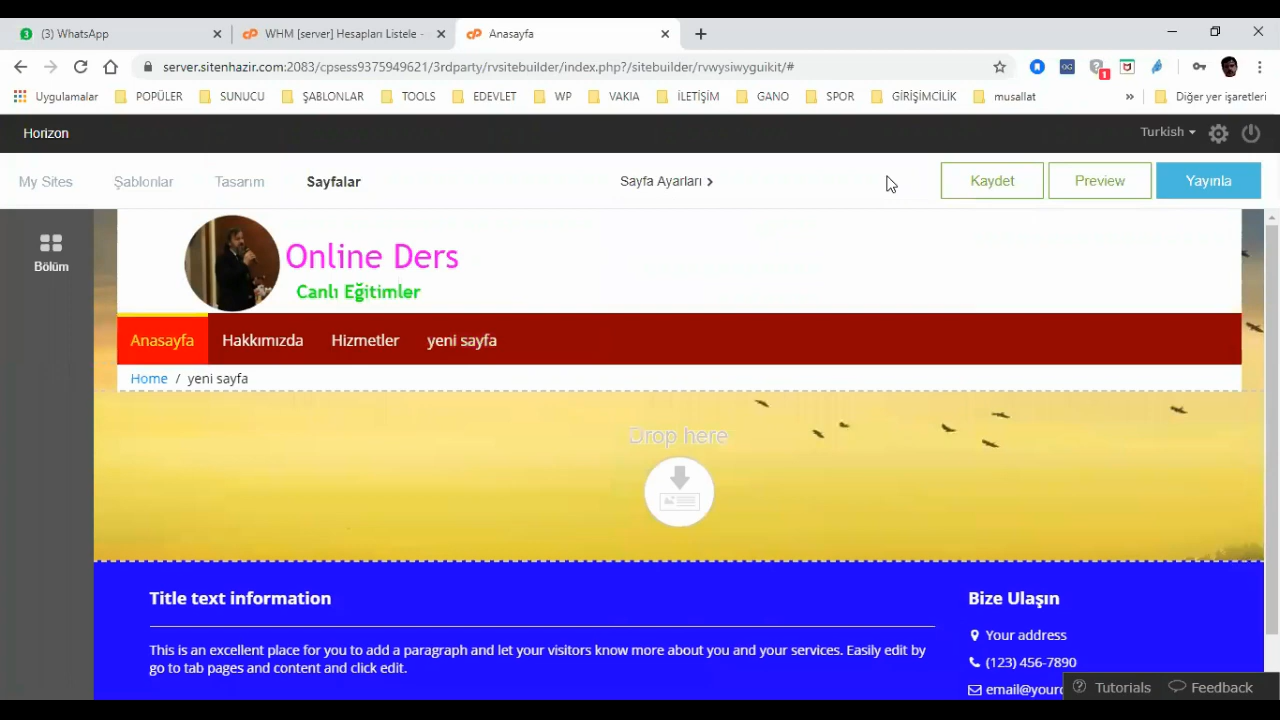 (3) WhatsApp
WHM [server] Hesapları Listele -
Anasayfa
server.sitenhazir.com:2083/cpsess9375949621/3rdparty/rvsitebuilder/index.php?/sitebuilder/rvwysiwyguikit/#
Uygulamalar POPÜLER SUNUCU ŞABLONLAR TOOLS EDEVLET WP VAKIA İLETİŞİM GANO SPOR GİRİŞİMCİLİK musallat » Diğer yer işaretleri
Horizon
Turkish
My Sites Şablonlar Tasarım Sayfalar Sayfa Ayarları Kaydet Preview Yayınla
Bölüm
Online Ders
Canlı Eğitimler
Anasayfa Hakkımızda Hizmetler yeni sayfa
Home / yeni sayfa
Drop here
Title text information
This is an excellent place for you to add a paragraph and let your visitors know more about you and your services. Easily edit by
go to tab pages and content and click edit.
Bize Ulaşın
Your address
(123) 456-7890
Tutorials Feedback